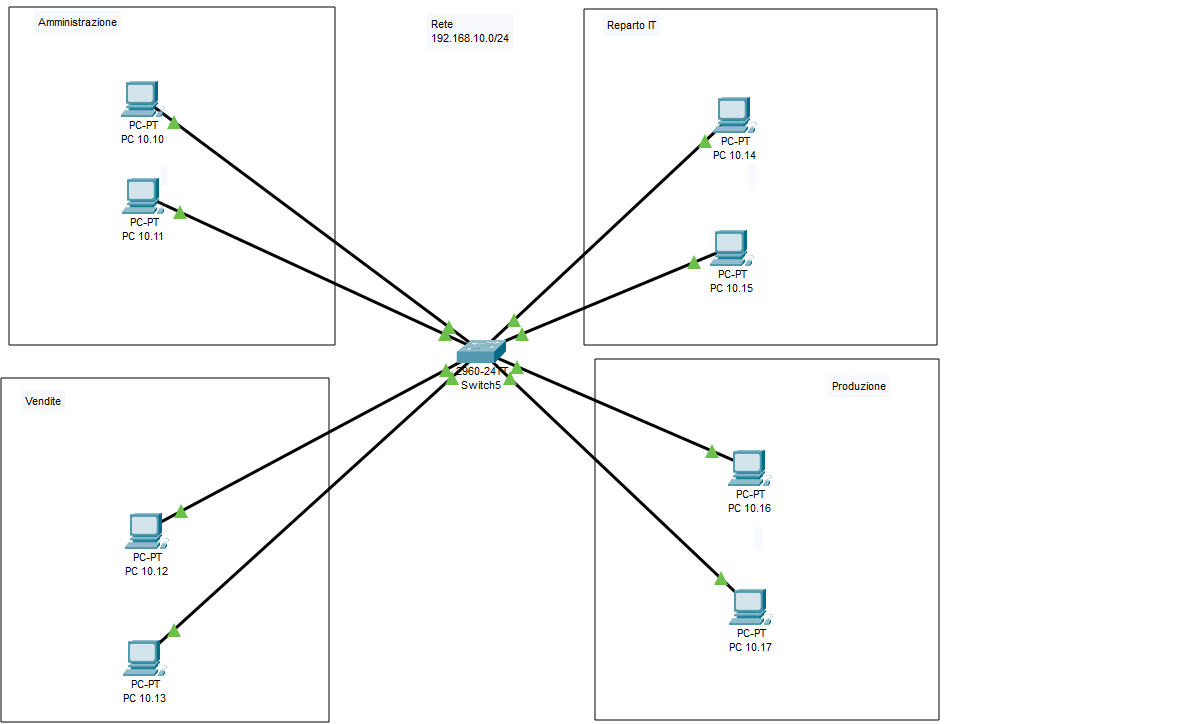 Amministrazione
PC-PT
PC 10.10
PC-PT
PC 10.11
Rete
192.168.10.0/24
Reparto IT
PC-PT
PC 10.14
PC-PT
PC 10.15
2960-24TT
Switch5
Vendite
PC-PT
PC 10.12
PC-PT
PC 10.13
Produzione
PC-PT
PC 10.16
PC-PT
PC 10.17